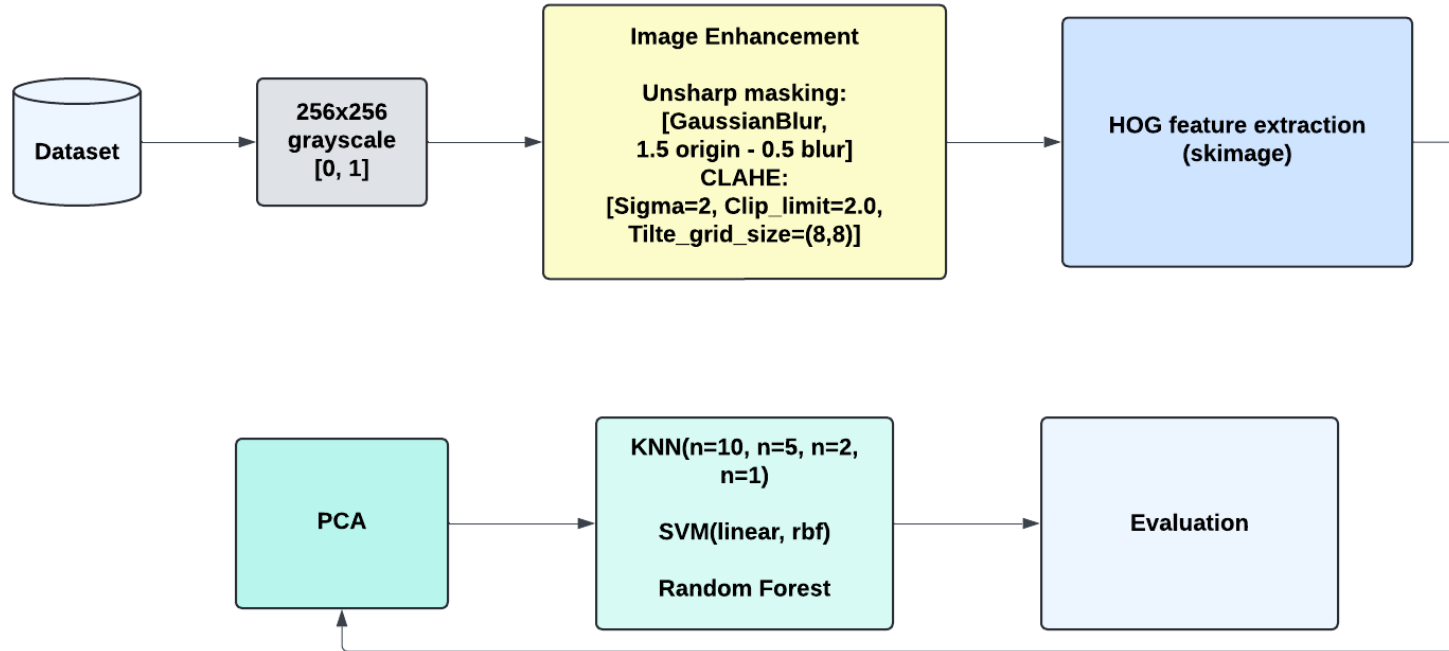 Dataset
256x256
grayscale
[0, 1]
Image Enhancement
Unsharp masking:
[GaussianBlur,
1.5 origin - 0.5 blur]
CLAHE:
[Sigma=2, Clip_limit=2.0,
Tilte_grid_size=(8,8)]
HOG feature extraction
(skimage)
PCA
KNN(n=10, n=5, n=2,
n=1)
SVM(linear, rbf)
Random Forest
Evaluation